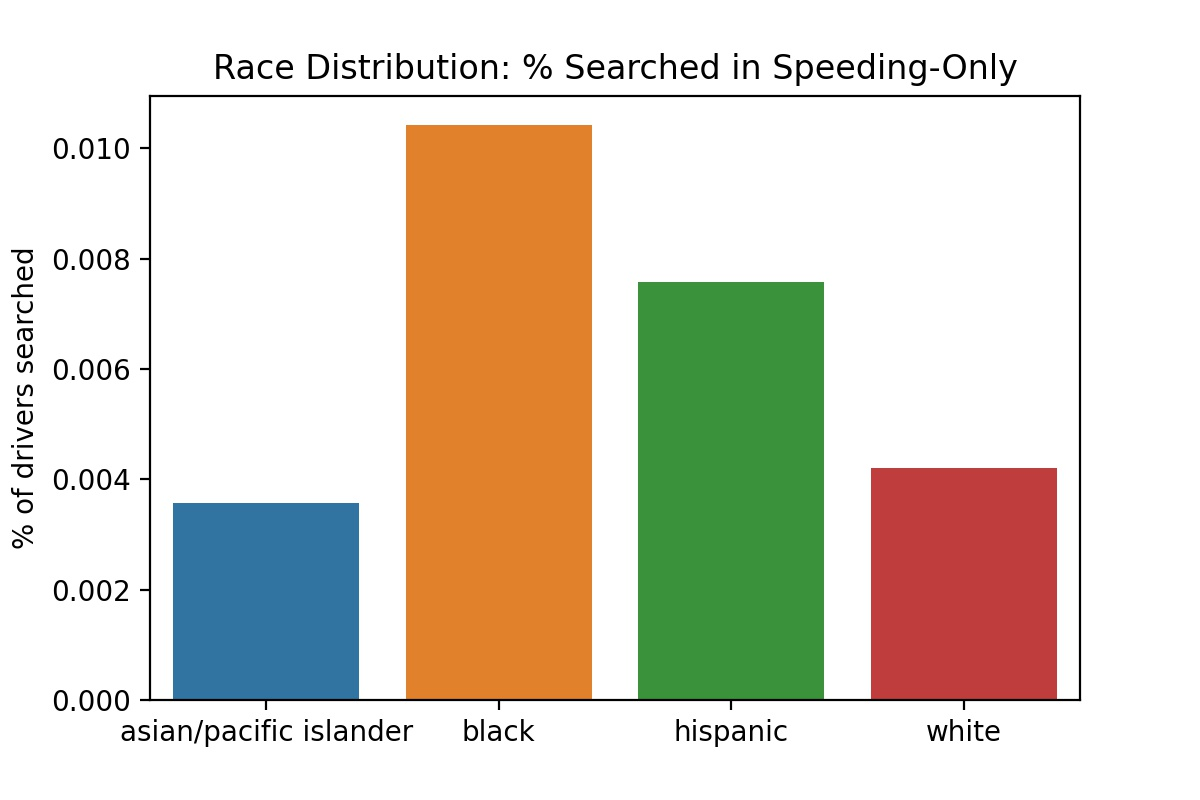 Race Distribution: % Searched in Speeding-Only
% of drivers searched
0.010
0.008
0.006
0.004
0.002
0.000
asian/pacific islander black hispanic white